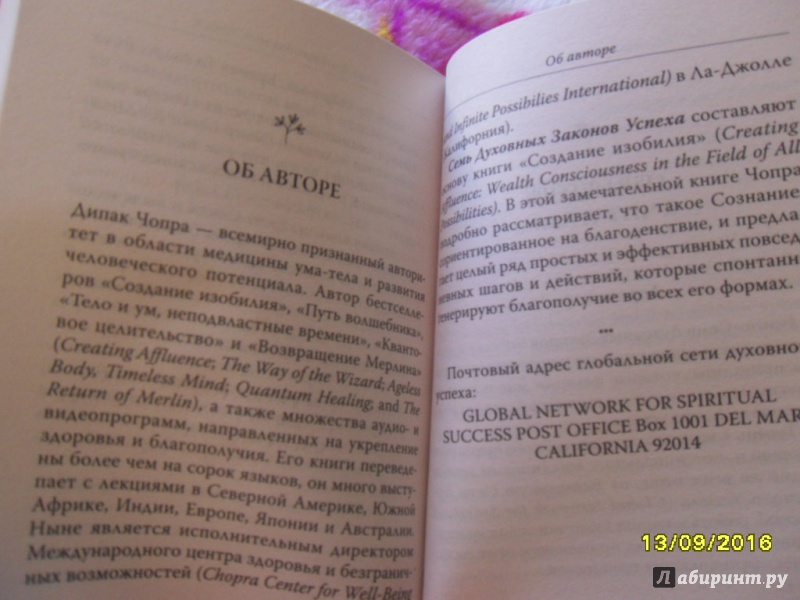 ОБ АВТОРЕ
Дипак Чопра — всемирно признанный автори-
тет в области медицины ума-тела и развития
человеческого потенциала. Автор бестселле-
ров «Создание изобилия», «Путь волшебника»,
«Тело и ум, неподвластные времени», «Кванто-
вое целительство» и «Возвращение Мерлина»
(Creating Affluence; The Way of the Wizard; Ageless
Body, Timeless Mind; Quantum Healing; and The
Return of Merlin), а также множества аудио- и
видеопрограмм, направленных на укрепление
здоровья и благополучия. Его книги переведе-
ны более чем на сорок языков, он много высту-
пает с лекциями в Северной Америке, Южной
Африке, Индии, Европе, Японии и Австралии.
Ныне является исполнительным директором
Международного центра здоровья и безгранич-
ных возможностей (Chopra Center for Well-Being
Об авторе
nd Infinite Possibilies International) в Ла-Джолле
Калифорния).
Семь Духовных Законов Успеха составляют
основу книги «Создание изобилия» (Creating
Affluence: Wealth Consciousness in the Field of All
Possibilities). В этой замечательной книге Чопра
подробно рассматривает, что такое Сознание,
ориентированное на благоденствие, и предла-
гает целый ряд простых и эффективных повсед-
невных шагов и действий, которые спонтанн
генерируют благополучие во всех его формах.
•••
Почтовый адрес глобальной сети духовног
успеха:
GLOBAL NETWORK FOR SPIRITUAL
SUCCESS POST OFFICE Box 1001 DEL MAR
CALIFORNIA 92014
13/09/2016
Лабиринт.ру